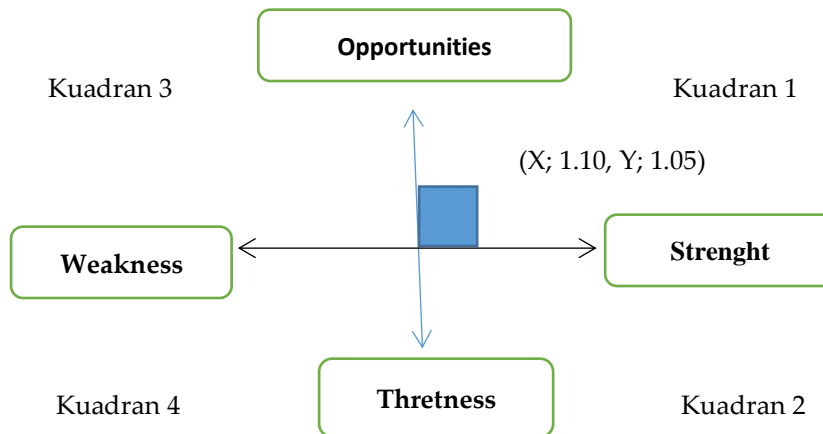 Opportunities
Kuadran 3
Kuadran 1
(X; 1.10, Y; 1.05)
Weakness
Strenght
Thretness
Kuadran 4
Kuadran 2